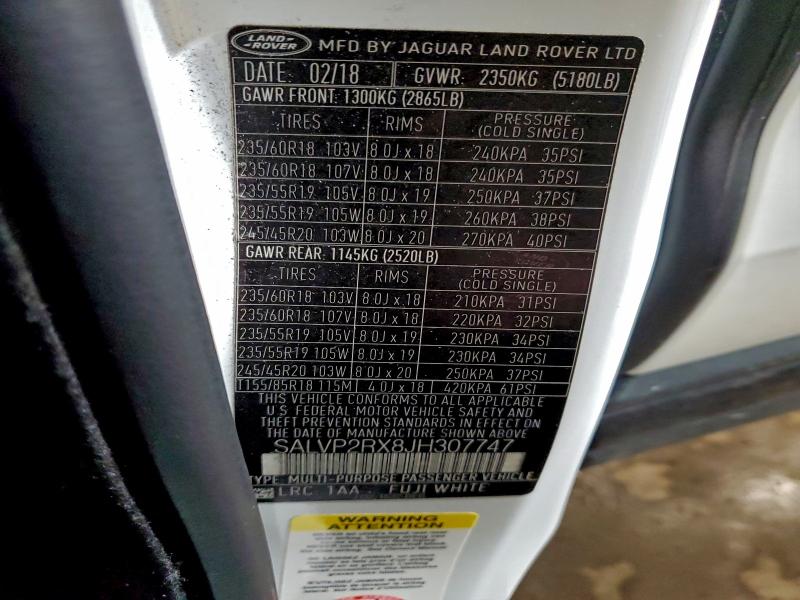 LAND ROVER MFD BY JAGUAR LAND ROVER LTD
DATE: 02/18 GVWR: 2350KG (5180LB)
GAWR FRONT: 1300KG (2865LB)
TIRES RIMS PRESSURE (COLD SINGLE)
235/60R18 103V 8.0J x 18 240KPA 35PSI
235/60R18 107V 8.0J x 18 240KPA 35PSI
235/55R19 105V 8.0J x 19 250KPA 37PSI
235/55R19 105W 8.0J x 19 260KPA 38PSI
245/45R20 103W 8.0J x 20 270KPA 40PSI
GAWR REAR: 1145KG (2520LB)
TIRES RIMS PRESSURE (COLD SINGLE)
235/60R18 103V 8.0J x 18 210KPA 31PSI
235/60R18 107V 8.0J x 18 220KPA 32PSI
235/55R19 105V 8.0J x 19 230KPA 34PSI
235/55R19 105W 8.0J x 19 230KPA 34PSI
245/45R20 103W 8.0J x 20 250KPA 37PSI
T155/85R18 115M 4.0J x 18 420KPA 61PSI
THIS VEHICLE CONFORMS TO ALL APPLICABLE
U.S FEDERAL MOTOR VEHICLE SAFETY AND
THEFT PREVENTION STANDARDS IN EFFECT ON
THE DATE OF MANUFACTURE SHOWN ABOVE.
SALVP2RX8JH307747
TYPE: MULTI-PURPOSE PASSENGER VEHICLE
LRC 1AA FUJI WHITE
WARNING
ATTENTION